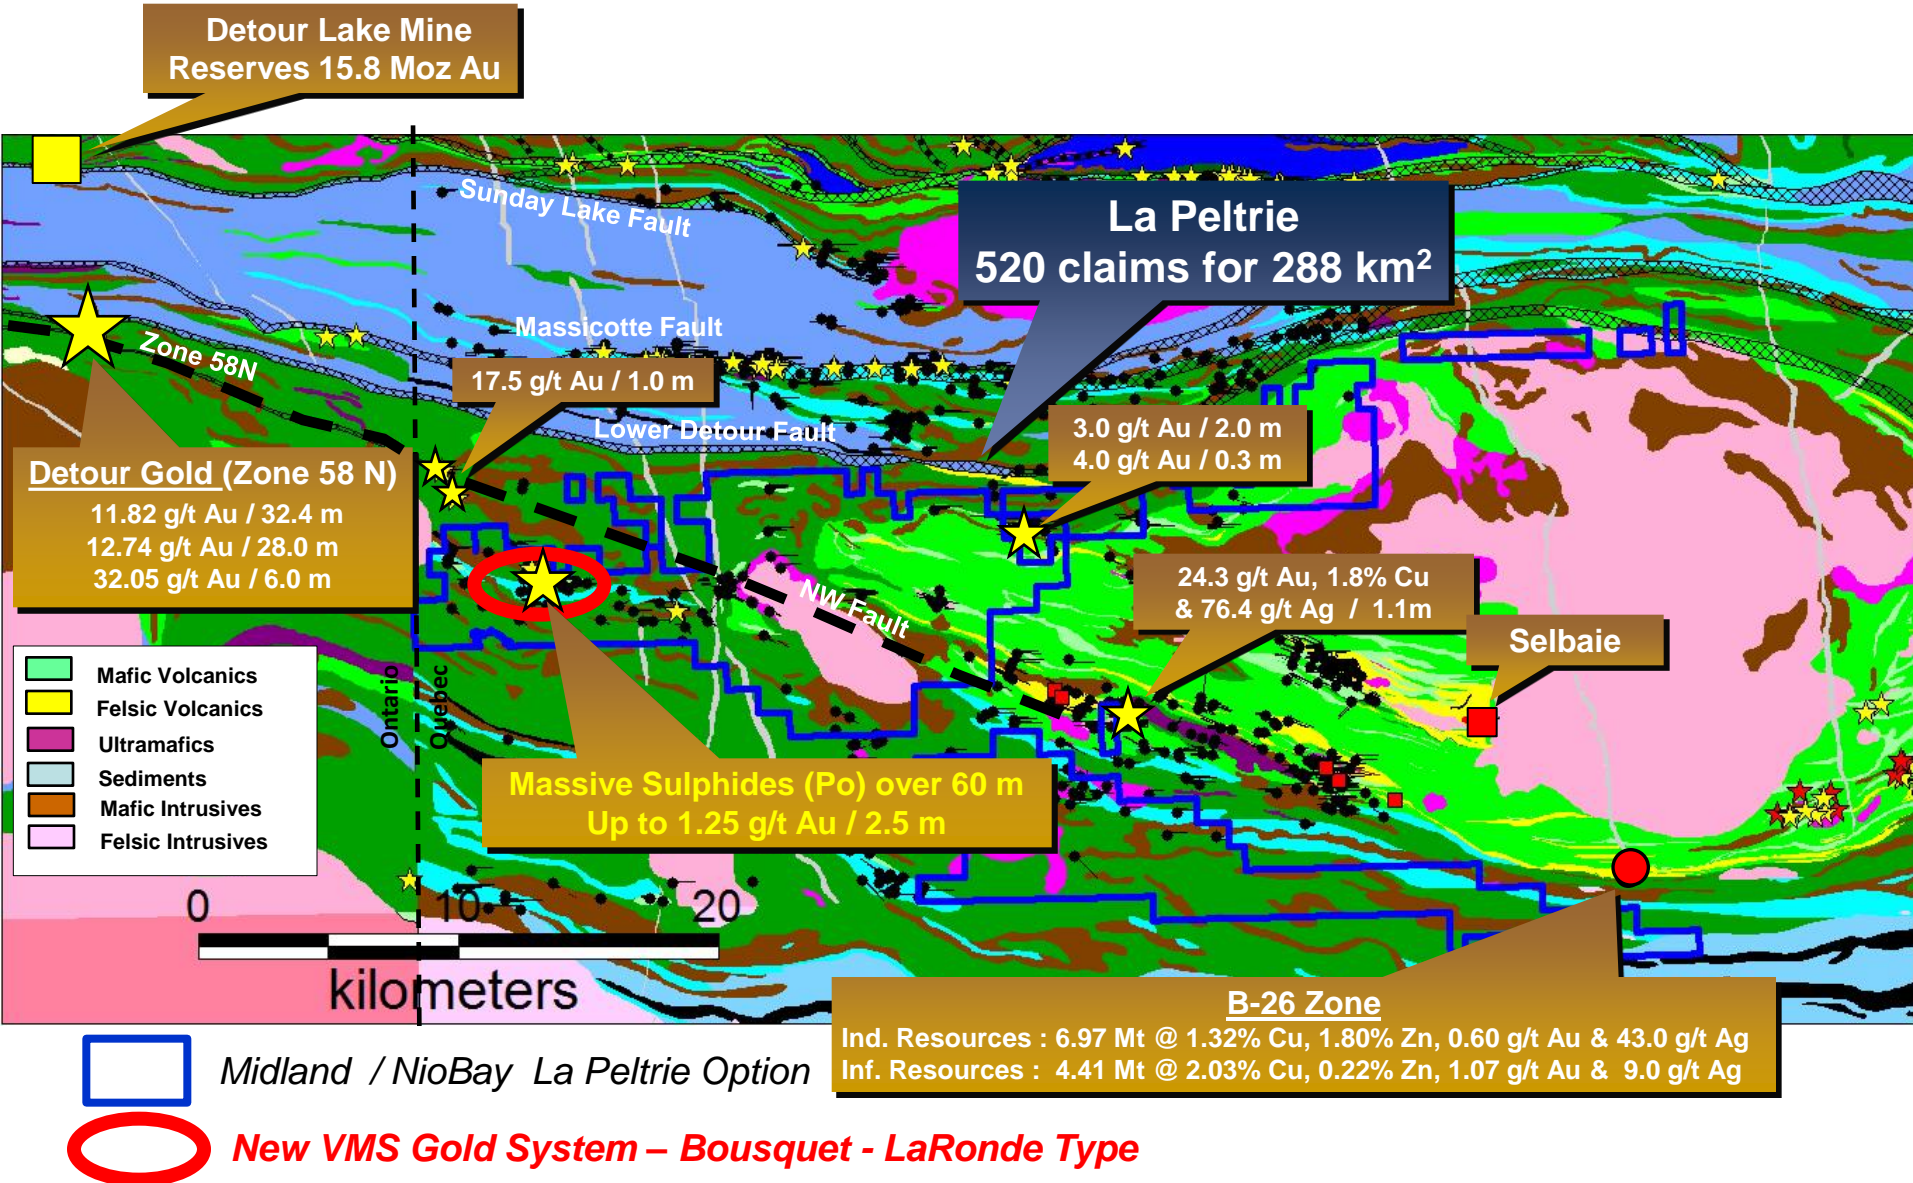 Detour Lake Mine
Reserves 15.8 Moz Au
Sunday Lake Fault
La Peltrie
520 claims for 288 km²
Massicotte Fault
Zone 58N
17.5 g/t Au / 1.0 m
Lower Detour Fault
3.0 g/t Au / 2.0 m
4.0 g/t Au / 0.3 m
Detour Gold (Zone 58 N)
11.82 g/t Au / 32.4 m
12.74 g/t Au / 28.0 m
32.05 g/t Au / 6.0 m
NW Fault
24.3 g/t Au, 1.8% Cu
& 76.4 g/t Ag / 1.1m
Selbaie
Mafic Volcanics
Felsic Volcanics
Ultramafics
Sediments
Mafic Intrusives
Felsic Intrusives
Ontario
Quebec
Massive Sulphides (Po) over 60 m
Up to 1.25 g/t Au / 2.5 m
0 10 20
kilometers
B-26 Zone
Ind. Resources : 6.97 Mt @ 1.32% Cu, 1.80% Zn, 0.60 g/t Au & 43.0 g/t Ag
Inf. Resources : 4.41 Mt @ 2.03% Cu, 0.22% Zn, 1.07 g/t Au & 9.0 g/t Ag
Midland / NioBay La Peltrie Option
New VMS Gold System – Bousquet - LaRonde Type